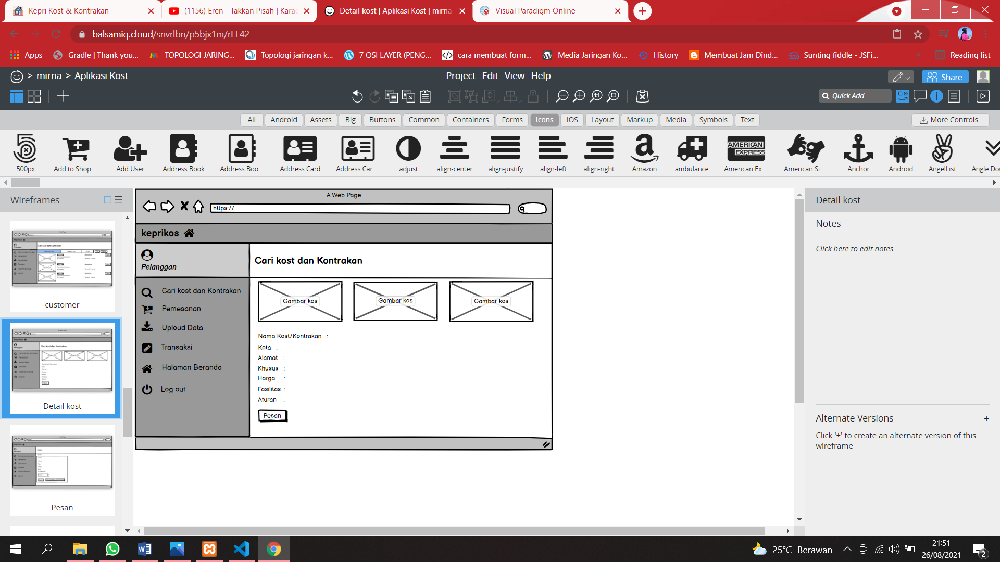 Kepri Kost & Kontrakan
(1156) Eren - Takkan Pisah | Karao
Detail kost | Aplikasi Kost | mirna
Visual Paradigm Online
balsamiq.cloud/snvrlbn/p5bjx1m/rFF42
Apps
Gradle | Thank you...
TOPOLOGI JARING...
Topologi jaringan k...
7 OSI LAYER (PENG...
cara membuat form...
Media Jaringan Ko...
History
Membuat Jam Dind...
Sunting fiddle - JSFi...
»
Reading list
> mirna > Aplikasi Kost
Project Edit View Help
Share
1:1
Quick Add
All
Android
Assets
Big
Buttons
Common
Containers
Forms
Icons
iOS
Layout
Markup
Media
Symbols
Text
More Controls...
AMERICAN
EXPRESS
500px
Add to Shop...
Add User
Address Book
Address Boo...
Address Card
Address Car...
adjust
align-center
align-justify
align-left
align-right
Amazon
ambulance
American Ex...
American Si...
Anchor
Android
AngelList
Angle Dou
Wireframes
customer
Detail kost
Pesan
A Web Page
https://
keprikos
Pelanggan
Cari kost dan Kontrakan
Cari kost dan Kontrakan
Pemesanan
Uploud Data
Transaksi
Halaman Beranda
Log out
Gambar kos
Gambar kos
Gambar kos
Nama Kost/Kontrakan :
Kota :
Alamat :
Khusus :
Harga :
Fasilitas :
Aturan :
Pesan
Detail kost
Notes
Click here to edit notes.
Alternate Versions +
Click '+' to create an alternate version of this
wireframe
25°C Berawan
21:51
26/08/2021
2